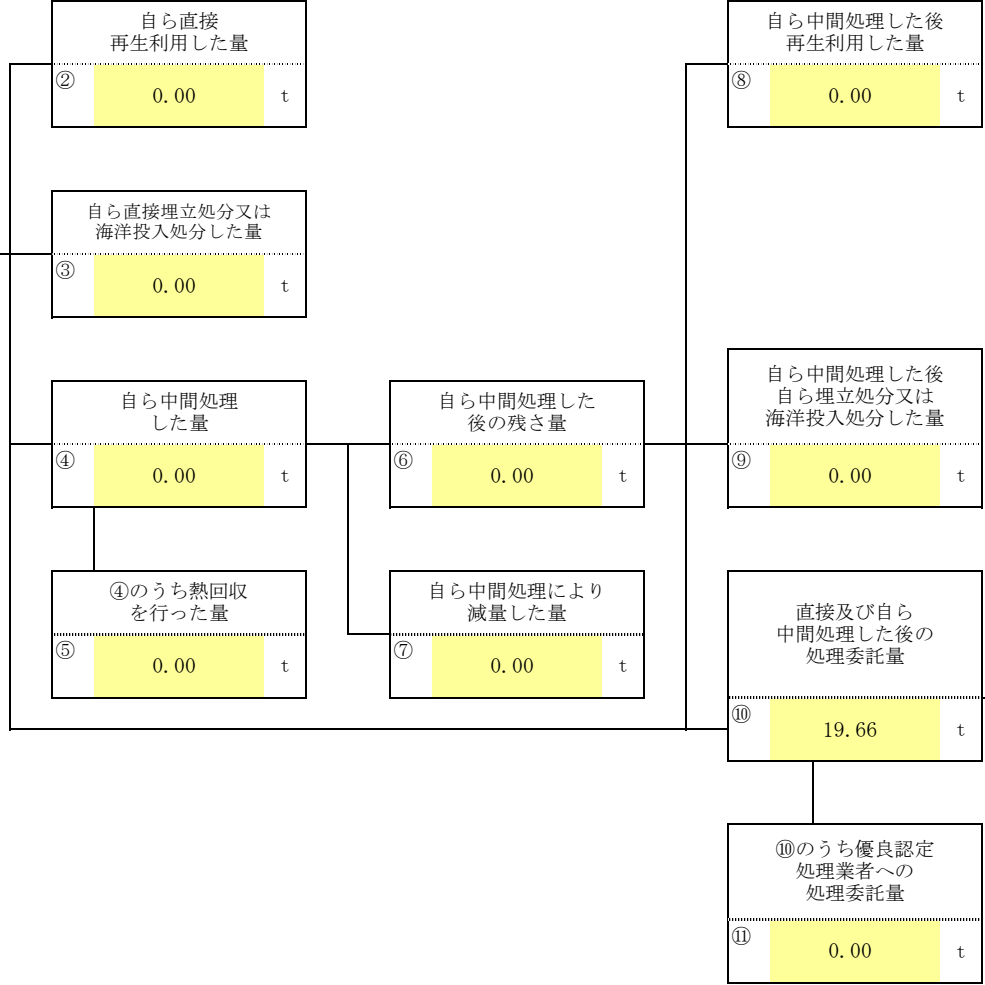 自ら直接
再生利用した量
②
0.00 t
自ら中間処理した後
再生利用した量
⑧
0.00 t
自ら直接埋立処分又は
海洋投入処分した量
③
0.00 t
自ら中間処理
した量
④
0.00 t
自ら中間処理した
後の残さ量
⑥
0.00 t
自ら中間処理した後
自ら埋立処分又は
海洋投入処分した量
⑨
0.00 t
④のうち熱回収
を行った量
⑤
0.00 t
自ら中間処理により
減量した量
⑦
0.00 t
直接及び自ら
中間処理した後の
処理委託量
⑩
19.66 t
⑩のうち優良認定
処理業者への
処理委託量
⑪
0.00 t